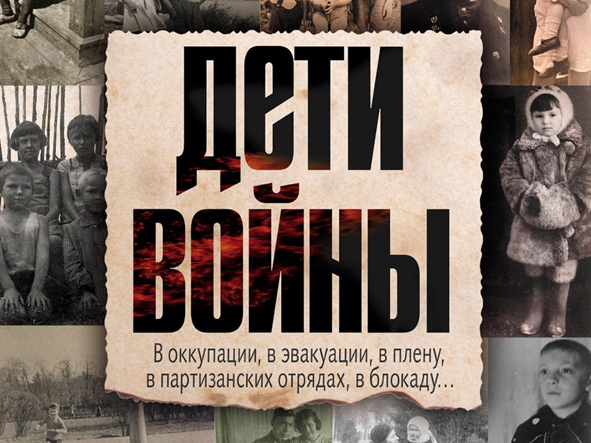 дети
войны
В оккупации, в эвакуации, в плену,
в партизанских отрядах, в блокаду...